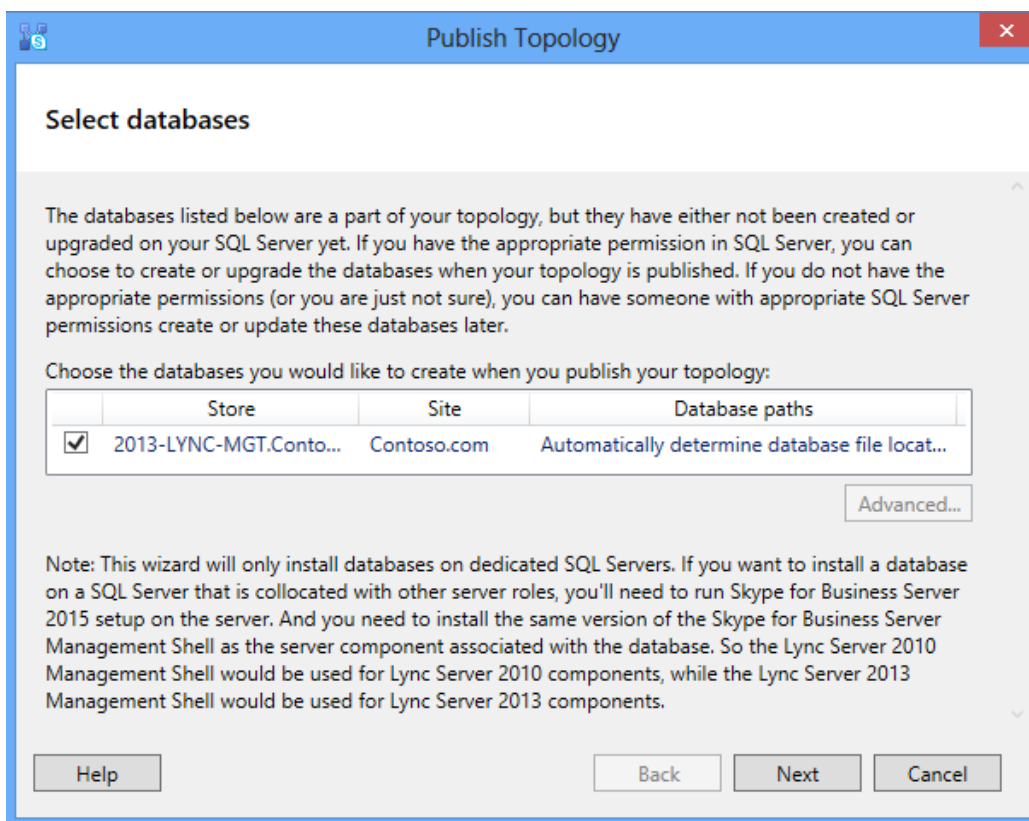 Publish Topology
Select databases
The databases listed below are a part of your topology, but they have either not been created or
upgraded on your SQL Server yet. If you have the appropriate permission in SQL Server, you can
choose to create or upgrade the databases when your topology is published. If you do not have the
appropriate permissions (or you are just not sure), you can have someone with appropriate SQL Server
permissions create or update these databases later.
Choose the databases you would like to create when you publish your topology:
Store Site Database paths
2013-LYNC-MGT.Conto... Contoso.com Automatically determine database file locat...
Advanced...
Note: This wizard will only install databases on dedicated SQL Servers. If you want to install a database
on a SQL Server that is collocated with other server roles, you'll need to run Skype for Business Server
2015 setup on the server. And you need to install the same version of the Skype for Business Server
Management Shell as the server component associated with the database. So the Lync Server 2010
Management Shell would be used for Lync Server 2010 components, while the Lync Server 2013
Management Shell would be used for Lync Server 2013 components.
Help Back Next Cancel